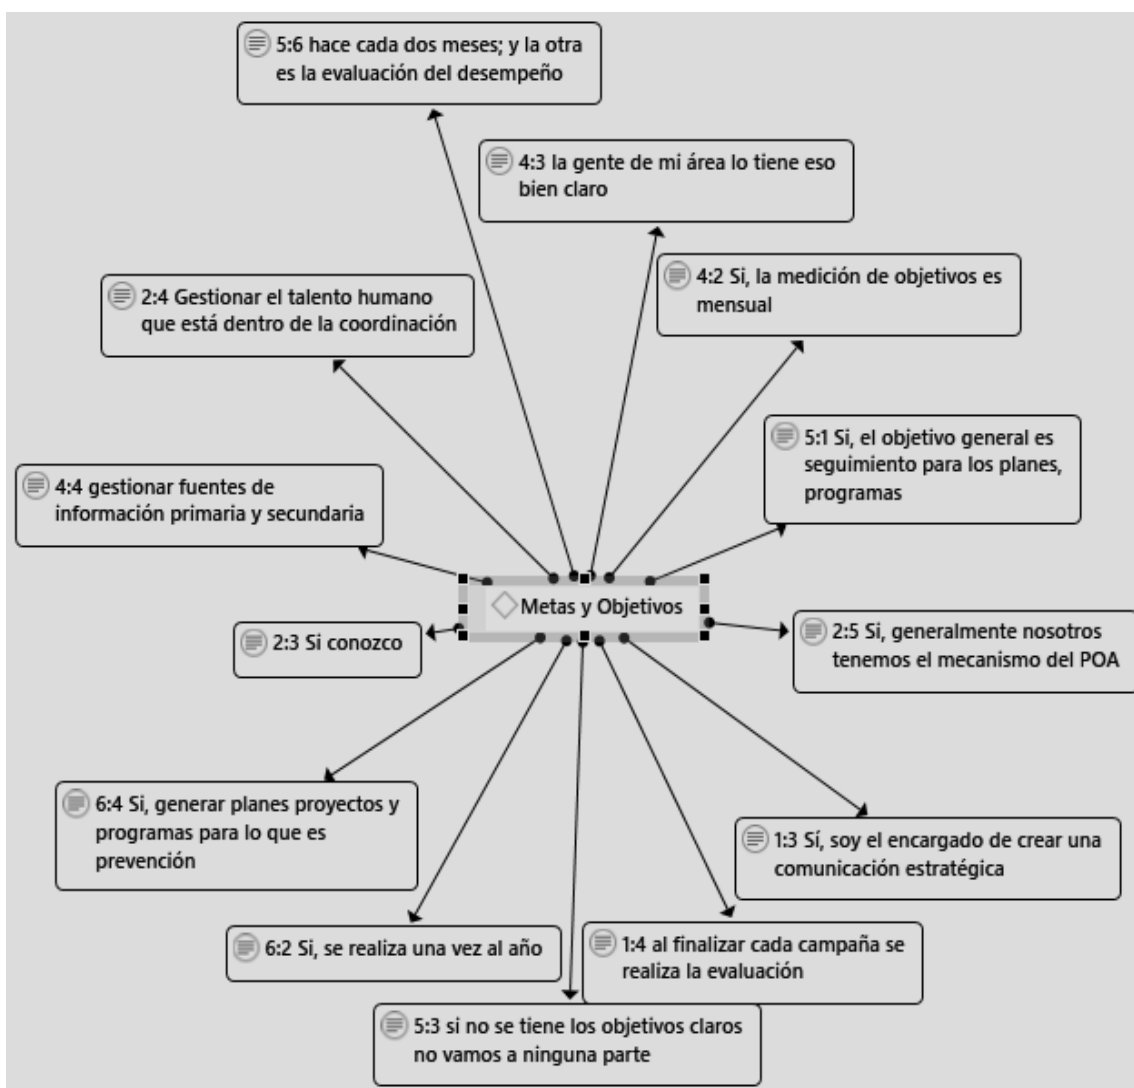 5:6 hace cada dos meses; y la otra
es la evaluación del desempeño
4:3 la gente de mi área lo tiene eso
bien claro
4:2 Si, la medición de objetivos es
mensual
2:4 Gestionar el talento humano
que está dentro de la coordinación
5:1 Si, el objetivo general es
seguimiento para los planes,
programas
4:4 gestionar fuentes de
información primaria y secundaria
Metas y Objetivos
2:3 Si conozco
2:5 Si, generalmente nosotros
tenemos el mecanismo del POA
6:4 Si, generar planes proyectos y
programas para lo que es
prevención
1:3 Sí, soy el encargado de crear una
comunicación estratégica
6:2 Si, se realiza una vez al año
1:4 al finalizar cada campaña se
realiza la evaluación
5:3 si no se tiene los objetivos claros
no vamos a ninguna parte